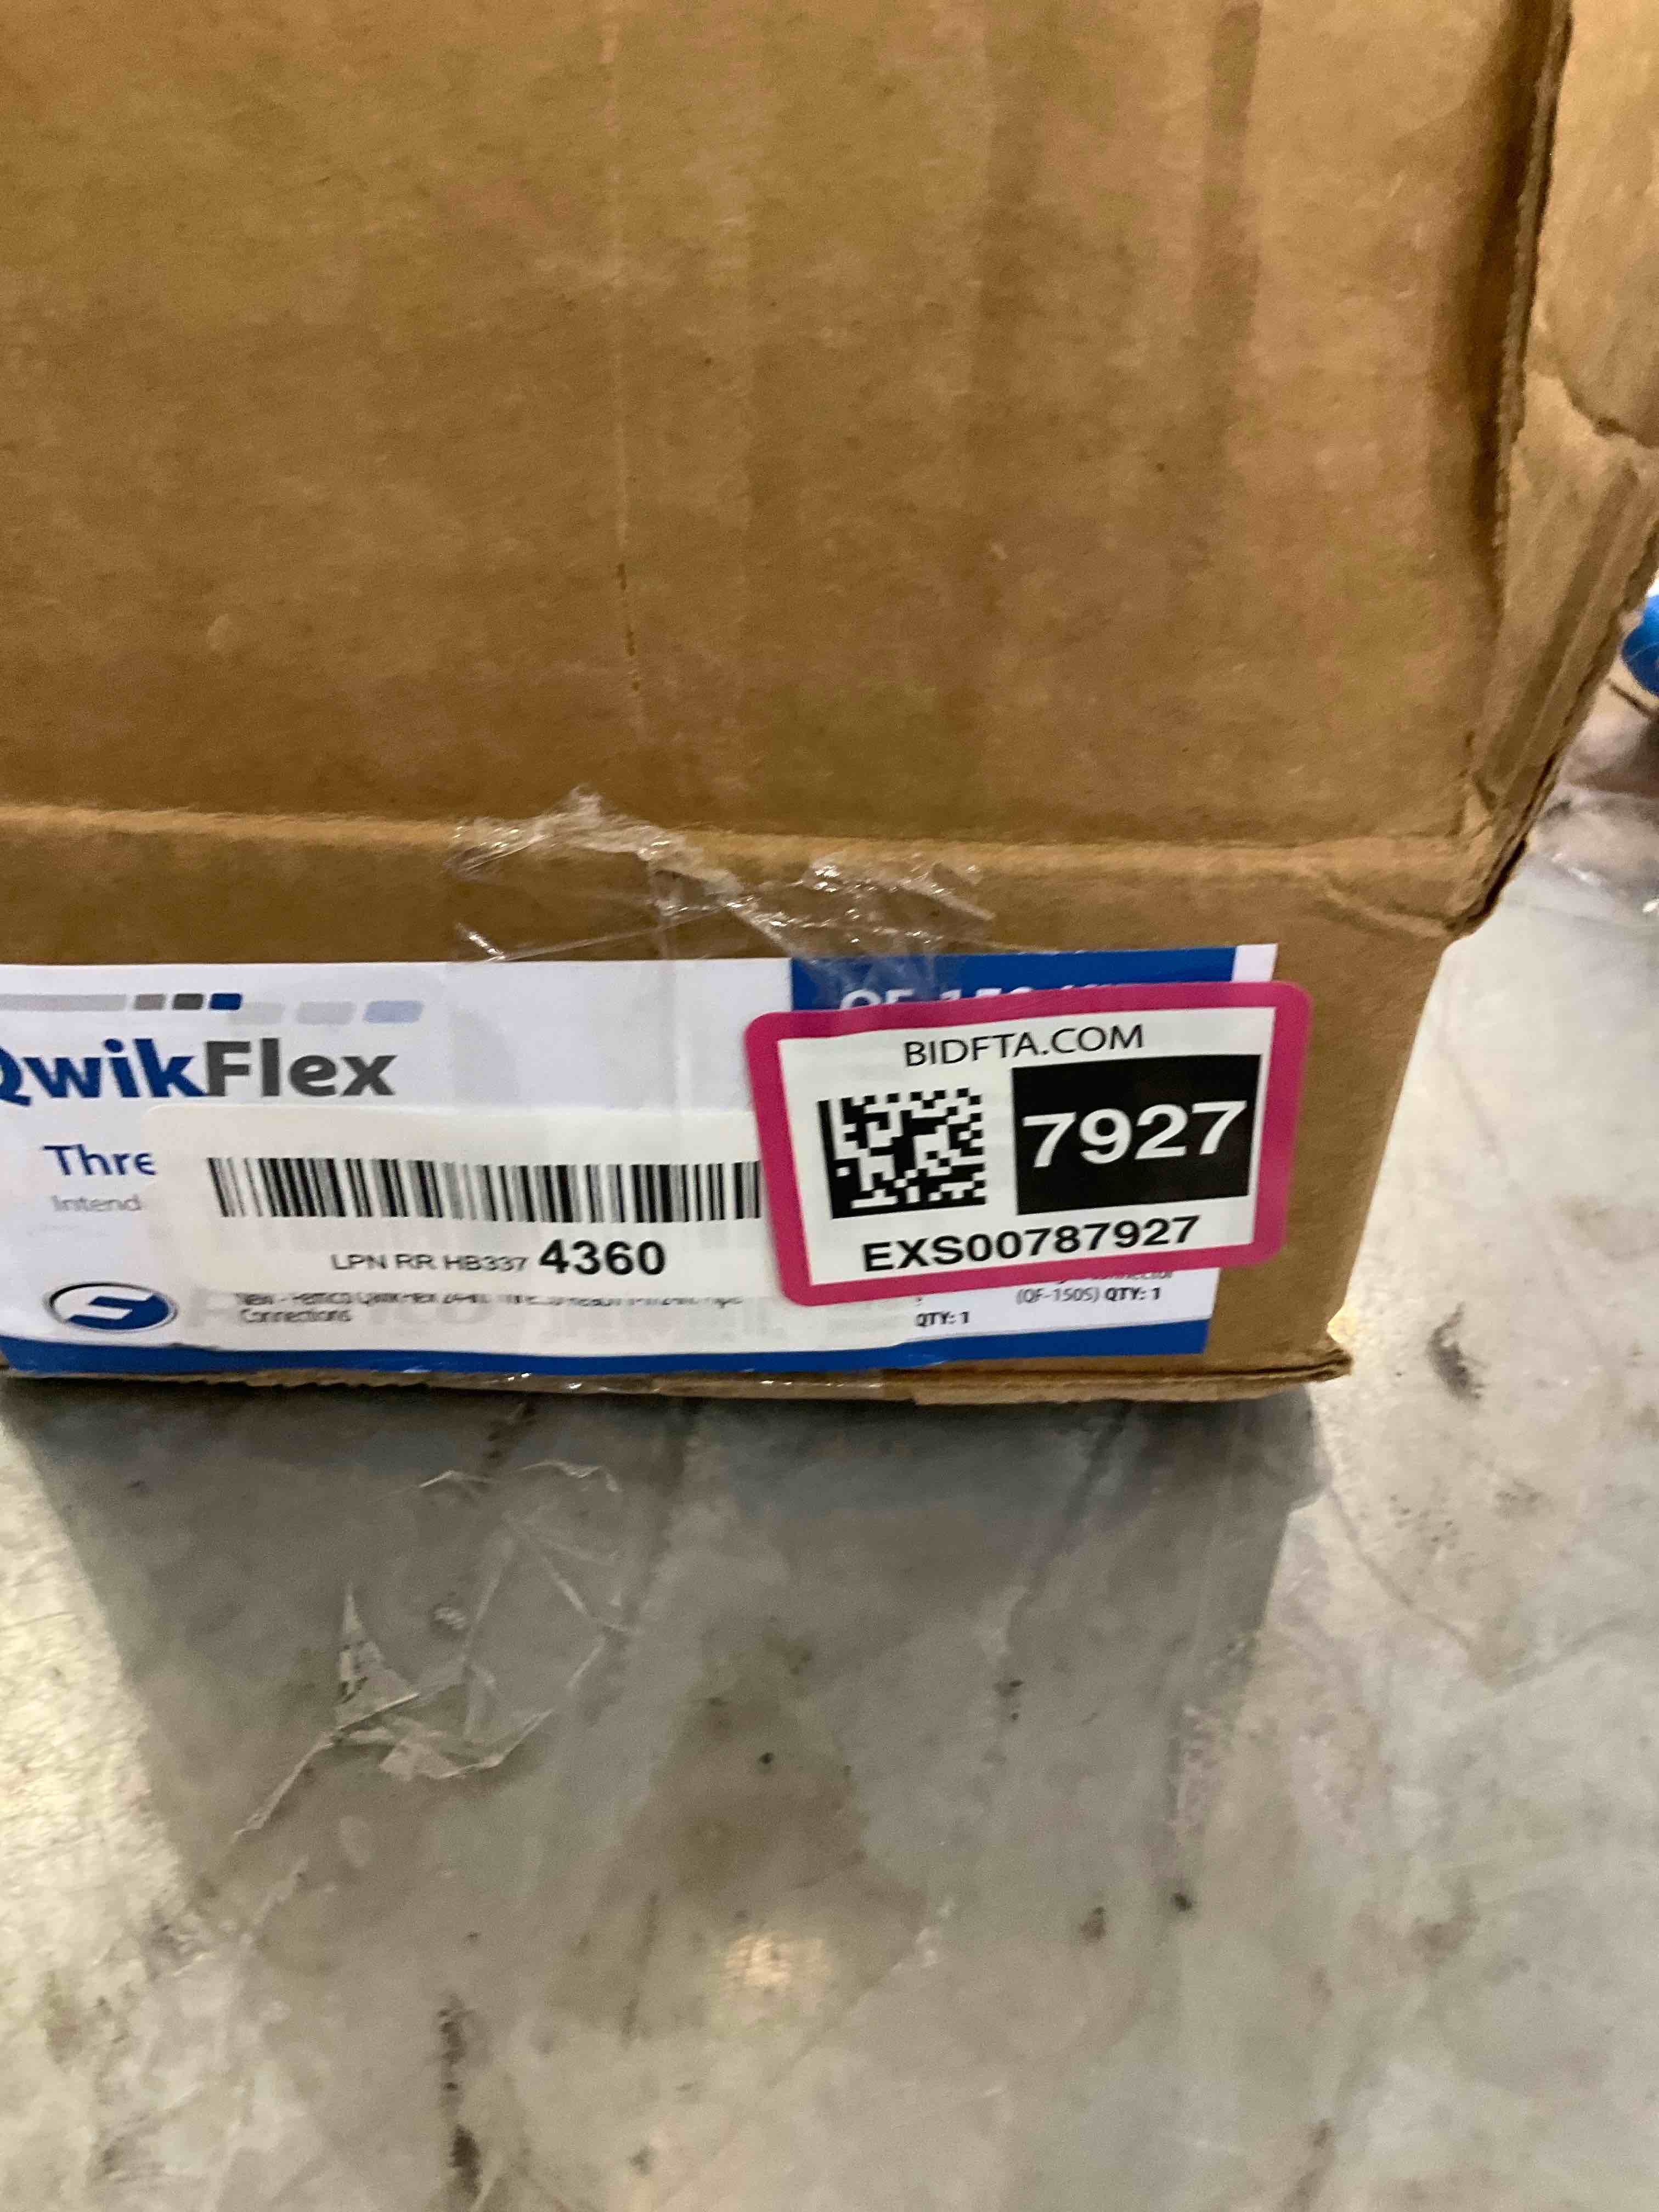 QwikFlex
BIDFTA.COM
7927
EXS00787927
Thre
Intend
LPN RR HB337 4360
Connections
QTY: 1
(QF-150S) QTY: 1